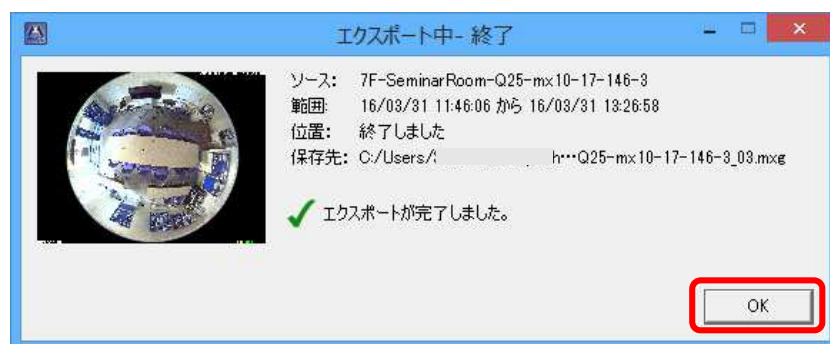 エクスポート中- 終了
ソース: 7F-SeminarRoom-Q25-mx10-17-146-3
範囲: 16/03/31 11:46:06 から 16/03/31 13:26:58
位置: 終了しました
保存先: C:/Users/ h…Q25-mx10-17-146-3_03.mxg
エクスポートが完了しました。
OK